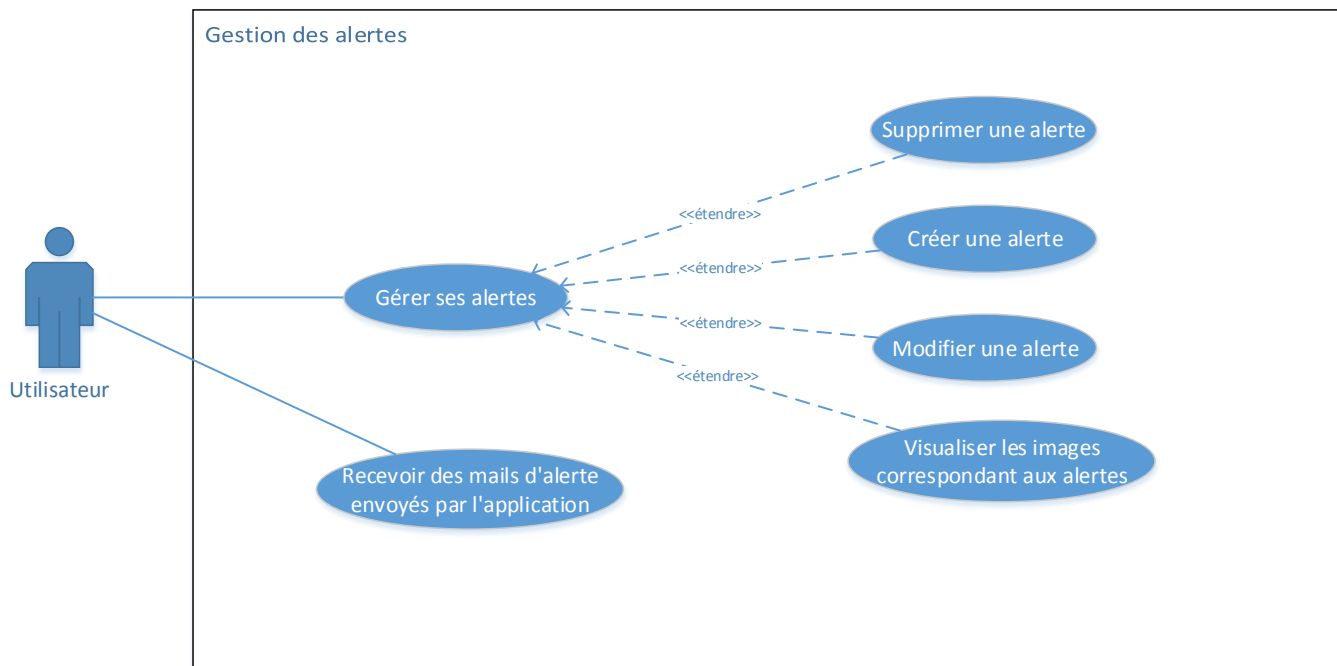 Gestion des alertes
Supprimer une alerte
<<étendre>>
Créer une alerte
<<étendre>>
Gérer ses alertes
<<étendre>>
Modifier une alerte
<<étendre>>
Utilisateur
Visualiser les images
correspondant aux alertes
Recevoir des mails d'alerte
envoyés par l'application